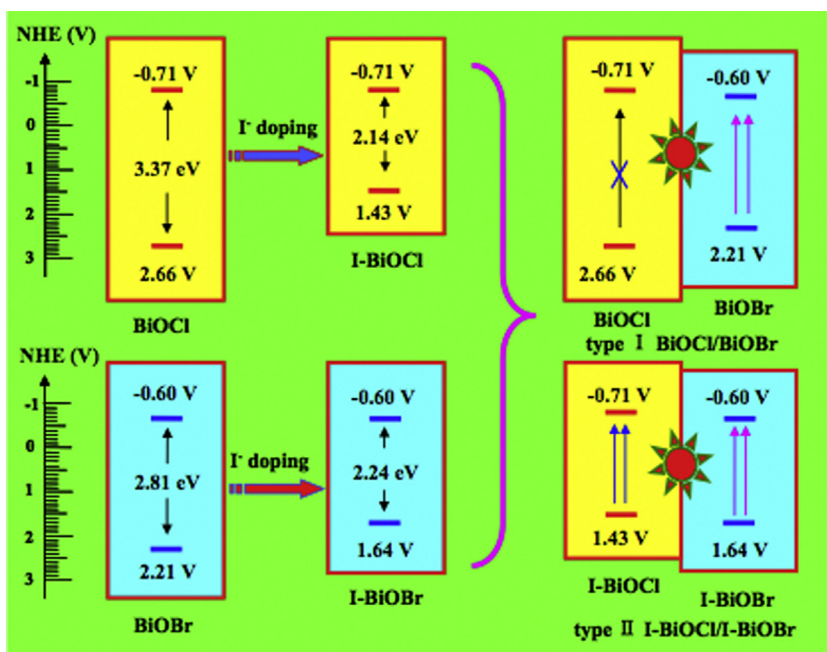 NHE (V)
-1
0
1
2
3
-0.71 V
3.37 eV
2.66 V
BiOCl
I⁻ doping
-0.71 V
2.14 eV
1.43 V
I-BiOCl
-0.71 V
2.66 V
BiOCl
-0.60 V
2.21 V
BiOBr
type Ⅰ BiOCl/BiOBr
NHE (V)
-1
0
1
2
3
-0.60 V
2.81 eV
2.21 V
BiOBr
I⁻ doping
-0.60 V
2.24 eV
1.64 V
I-BiOBr
-0.71 V
1.43 V
I-BiOCl
-0.60 V
1.64 V
I-BiOBr
type Ⅱ I-BiOCl/I-BiOBr